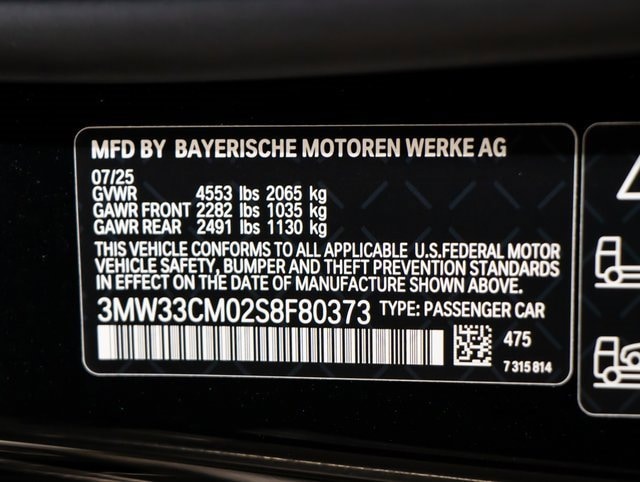 MFD BY BAYERISCHE MOTOREN WERKE AG
07/25
GVWR 4553 lbs 2065 kg
GAWR FRONT 2282 lbs 1035 kg
GAWR REAR 2491 lbs 1130 kg
THIS VEHICLE CONFORMS TO ALL APPLICABLE U.S.FEDERAL MOTOR
VEHICLE SAFETY, BUMPER AND THEFT PREVENTION STANDARDS
IN EFFECT ON THE DATE OF MANUFACTURE SHOWN ABOVE.
3MW33CM02S8F80373 TYPE: PASSENGER CAR
475
7 315 814